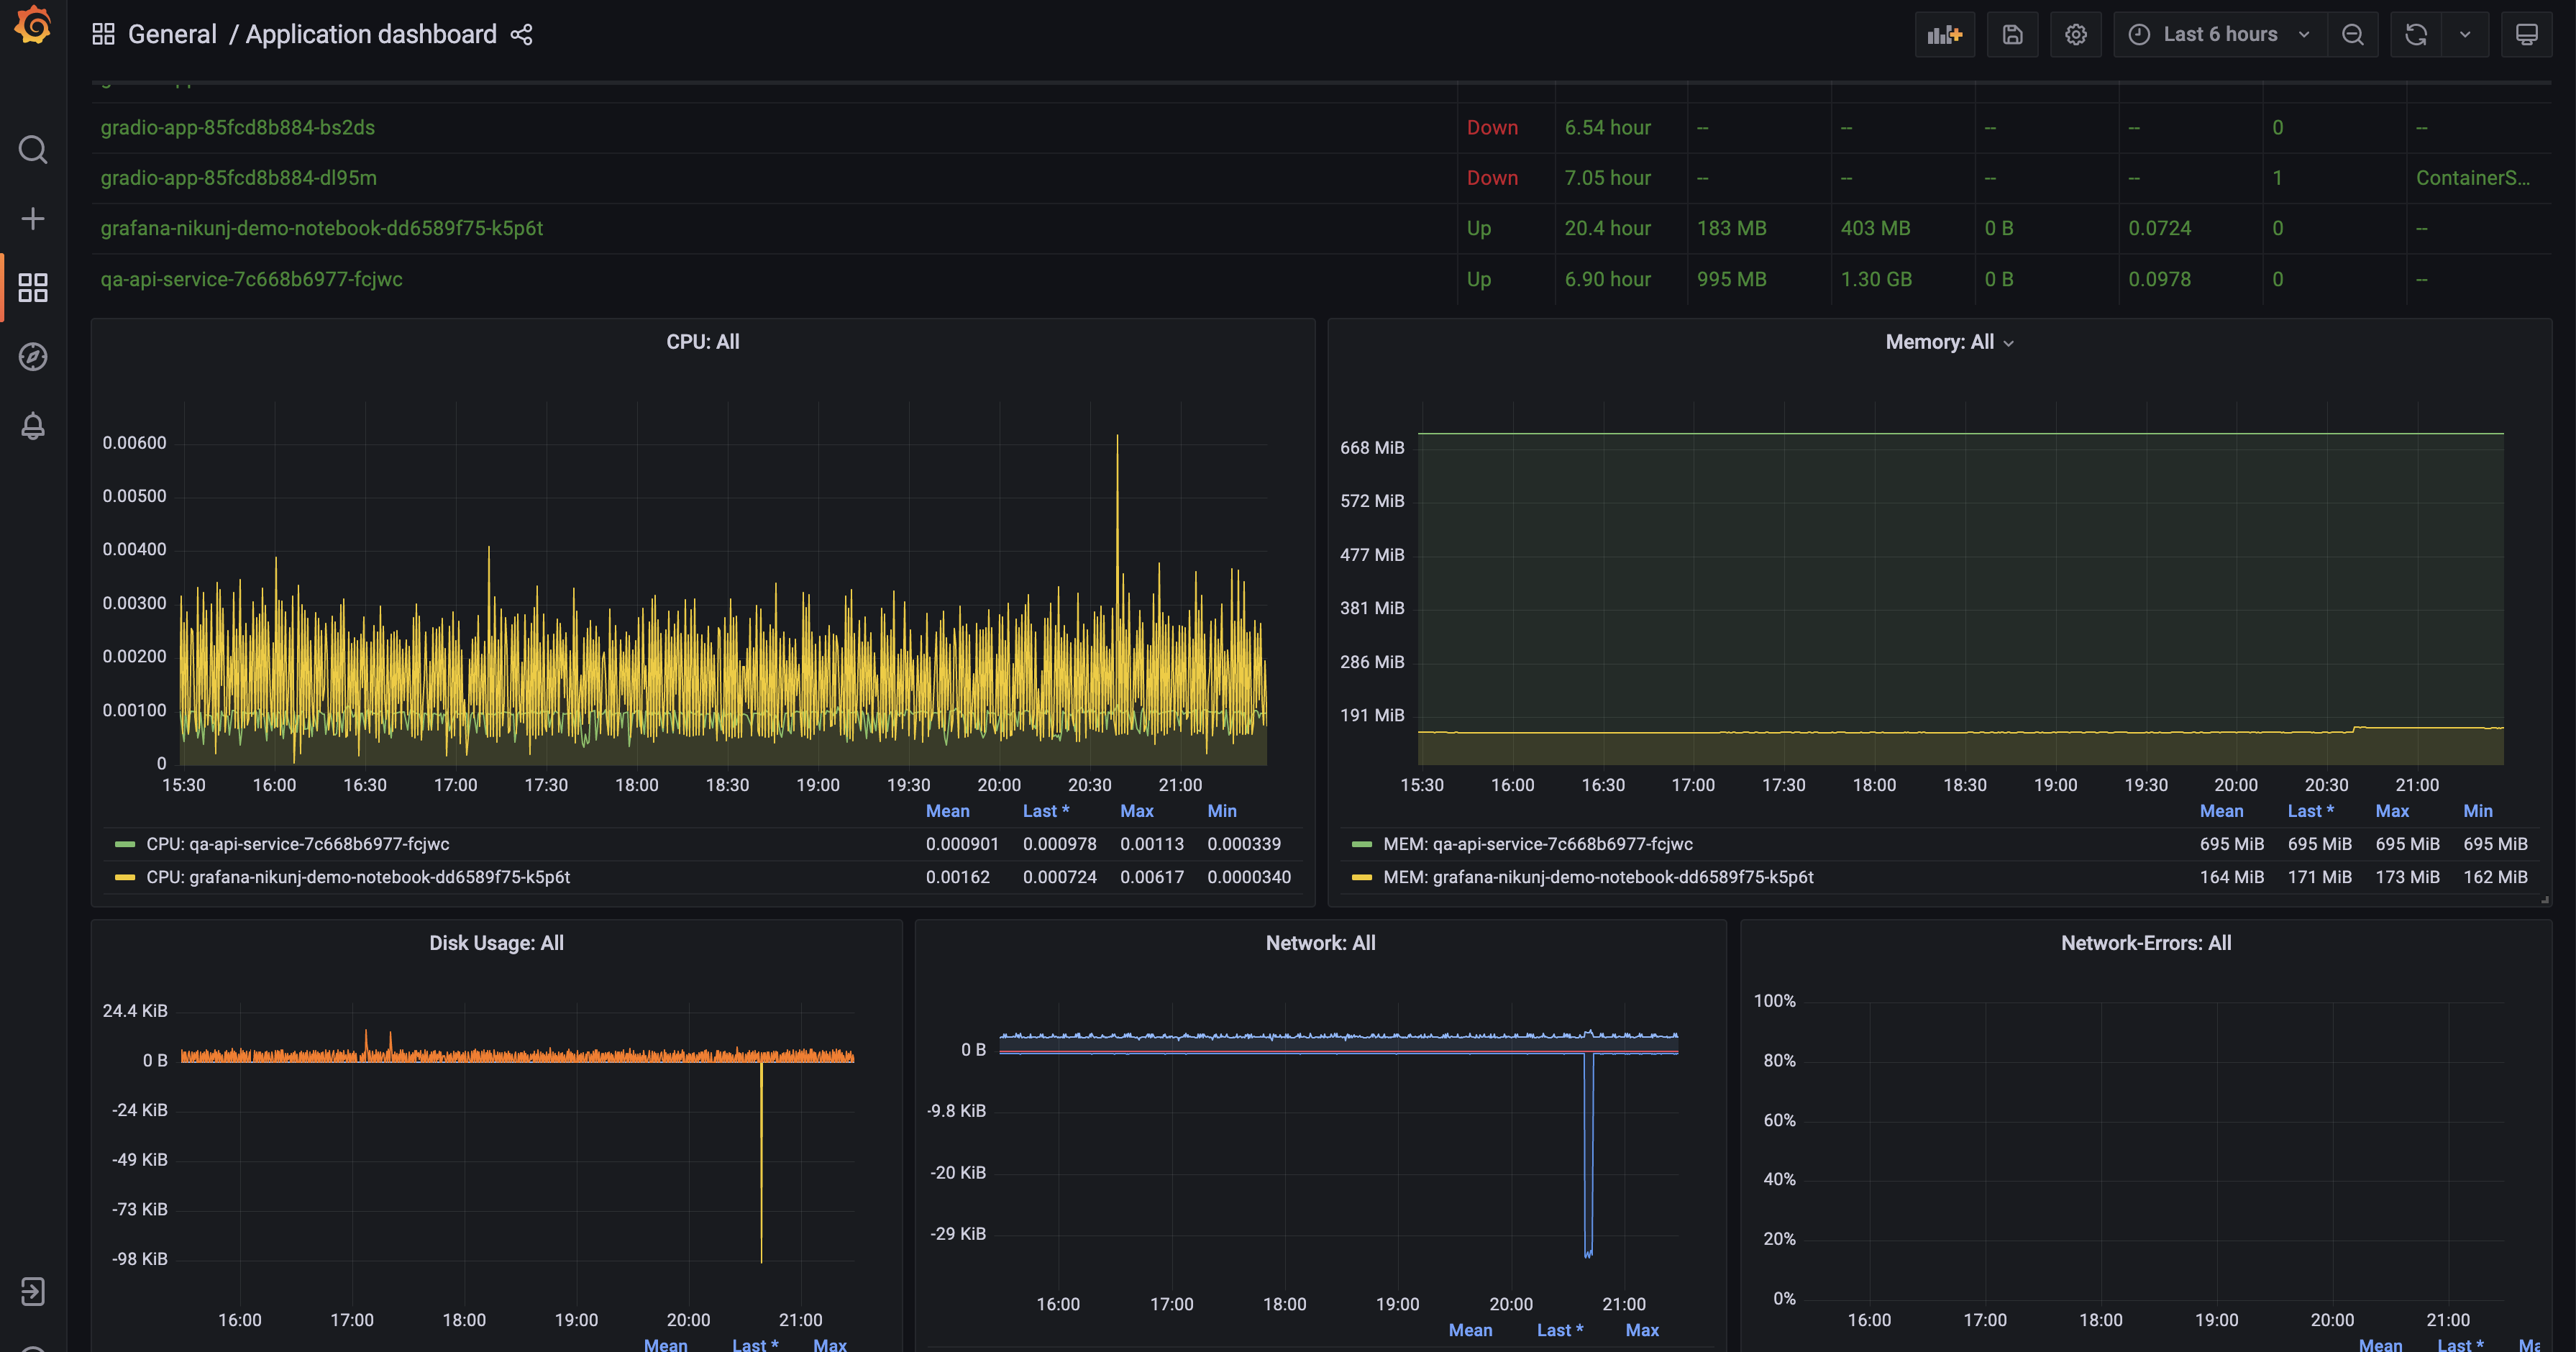 General / Application dashboard
Last 6 hours
gradio-app-85fcd8b884-bs2ds Down 6.54 hour -- -- -- -- 0 --
gradio-app-85fcd8b884-dl95m Down 7.05 hour -- -- -- -- 1 ContainerS...
grafana-nikunj-demo-notebook-dd6589f75-k5p6t Up 20.4 hour 183 MB 403 MB 0 B 0.0724 0 --
qa-api-service-7c668b6977-fcjwc Up 6.90 hour 995 MB 1.30 GB 0 B 0.0978 0 --
CPU: All
0.00600
0.00500
0.00400
0.00300
0.00200
0.00100
0
15:30 16:00 16:30 17:00 17:30 18:00 18:30 19:00 19:30 20:00 20:30 21:00
Mean Last * Max Min
CPU: qa-api-service-7c668b6977-fcjwc 0.000901 0.000978 0.00113 0.000339
CPU: grafana-nikunj-demo-notebook-dd6589f75-k5p6t 0.00162 0.000724 0.00617 0.0000340
Memory: All
668 MiB
572 MiB
477 MiB
381 MiB
286 MiB
191 MiB
15:30 16:00 16:30 17:00 17:30 18:00 18:30 19:00 19:30 20:00 20:30 21:00
Mean Last * Max Min
MEM: qa-api-service-7c668b6977-fcjwc 695 MiB 695 MiB 695 MiB 695 MiB
MEM: grafana-nikunj-demo-notebook-dd6589f75-k5p6t 164 MiB 171 MiB 173 MiB 162 MiB
Disk Usage: All
24.4 KiB
0 B
-24 KiB
-49 KiB
-73 KiB
-98 KiB
16:00 17:00 18:00 19:00 20:00 21:00
Mean Last * Max
Network: All
0 B
-9.8 KiB
-20 KiB
-29 KiB
16:00 17:00 18:00 19:00 20:00 21:00
Mean Last * Max
Network-Errors: All
100%
80%
60%
40%
20%
0%
16:00 17:00 18:00 19:00 20:00 21:00
Mean Last *